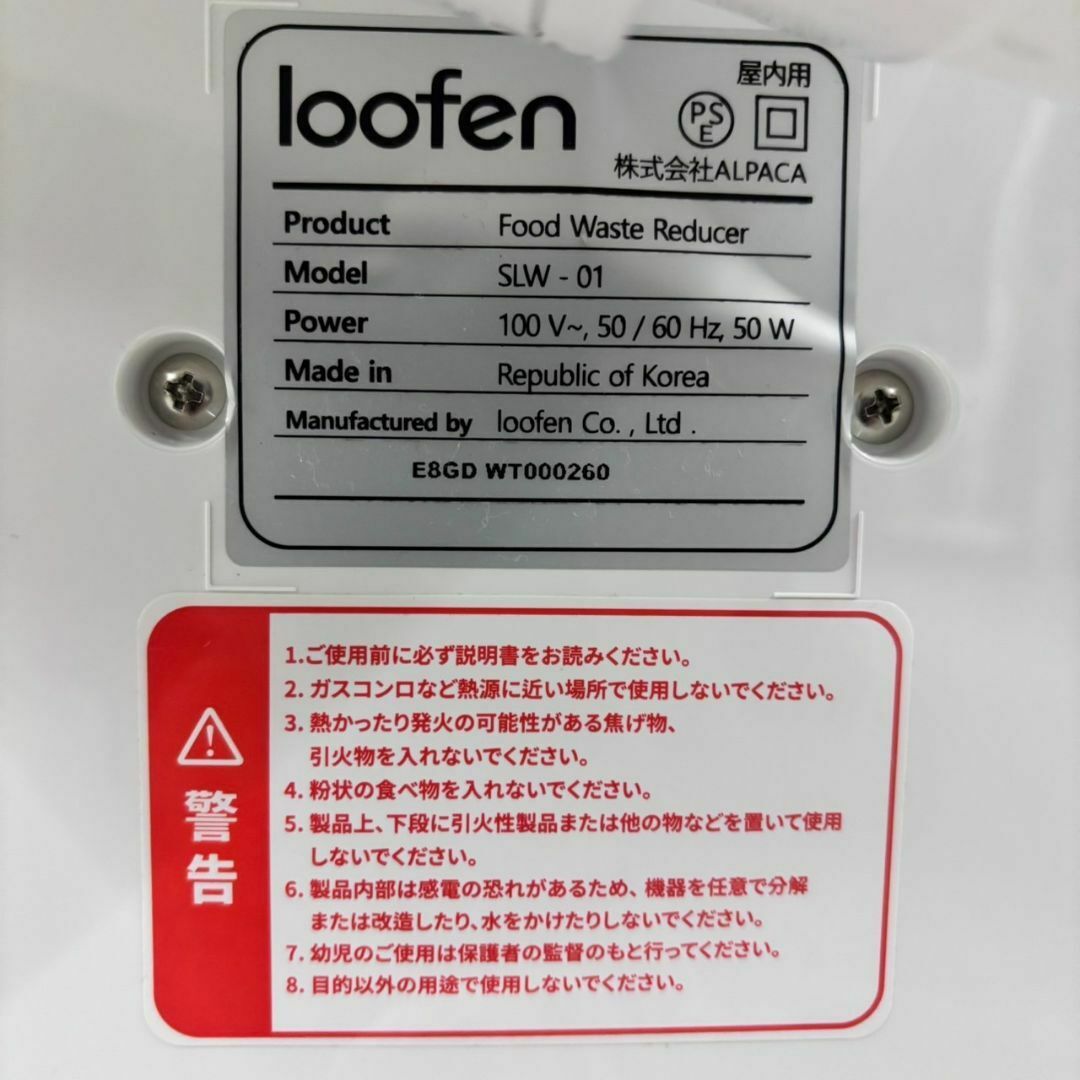 loofen
屋内用
PSE
株式会社ALPACA
Product Food Waste Reducer
Model SLW - 01
Power 100 V~, 50 / 60 Hz, 50 W
Made in Republic of Korea
Manufactured by loofen Co. , Ltd .
E8GD WT000260
警告
1.ご使用前に必ず説明書をお読みください。
2. ガスコンロなど熱源に近い場所で使用しないでください。
3. 熱かったり発火の可能性がある焦げ物、
引火物を入れないでください。
4. 粉状の食べ物を入れないでください。
5. 製品上、下段に引火性製品または他の物などを置いて使用
しないでください。
6. 製品内部は感電の恐れがあるため、機器を任意で分解
または改造したり、水をかけたりしないでください。
7. 幼児のご使用は保護者の監督のもと行ってください。
8. 目的以外の用途で使用しないでください。